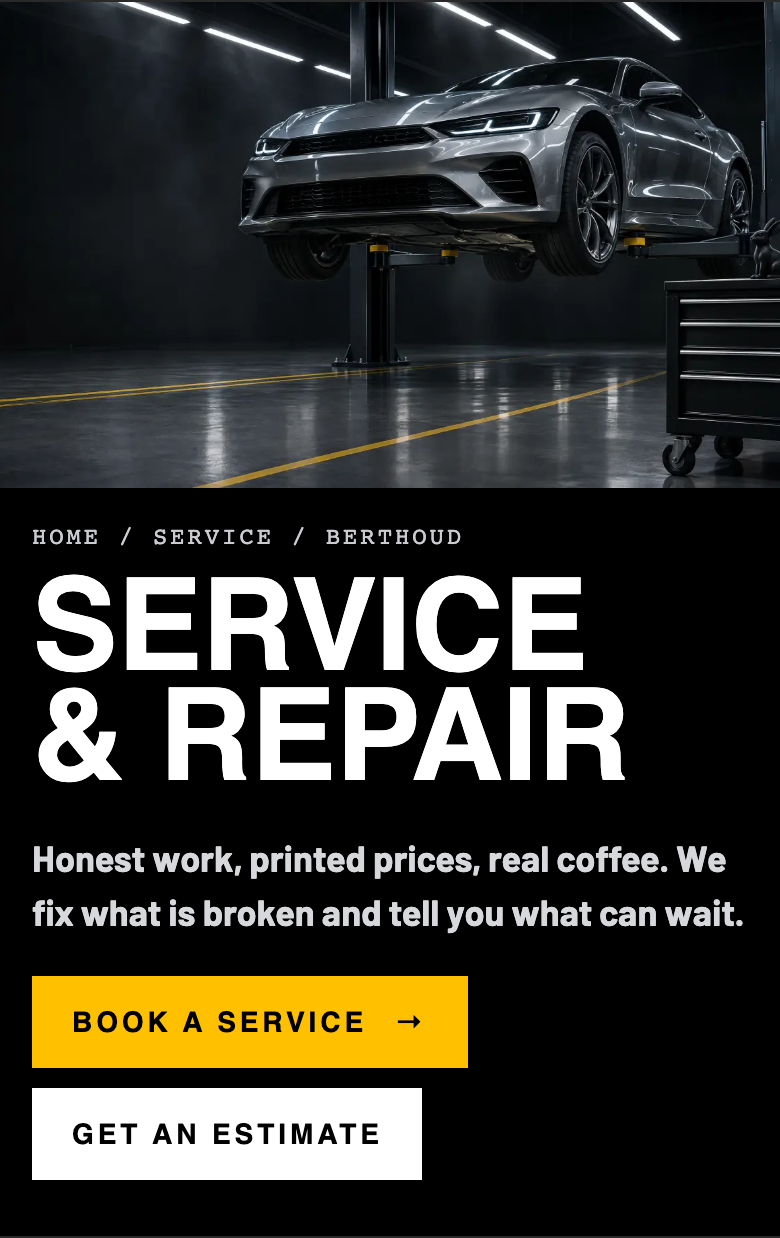 HOME / SERVICE / BERTHOUD
SERVICE
& REPAIR
Honest work, printed prices, real coffee. We
fix what is broken and tell you what can wait.
BOOK A SERVICE →
GET AN ESTIMATE